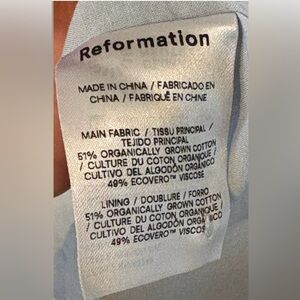 Reformation
MADE IN CHINA / FABRICADO EN
CHINA / FABRIQUÉ EN CHINE
MAIN FABRIC / TISSU PRINCIPAL /
TEJIDO PRINCIPAL
51% ORGANICALLY GROWN COTTON
/ CULTURE DU COTON ORGANIQUE /
CULTIVO DEL ALGODÓN ORGÁNICO
49% ECOVERO™ VISCOSE
LINING / DOUBLURE / FORRO
51% ORGANICALLY GROWN COTTON
/ CULTURE DU COTON ORGANIQUE /
CULTIVO DEL ALGODÓN ORGÁNICO
49% ECOVERO™ VISCOSE